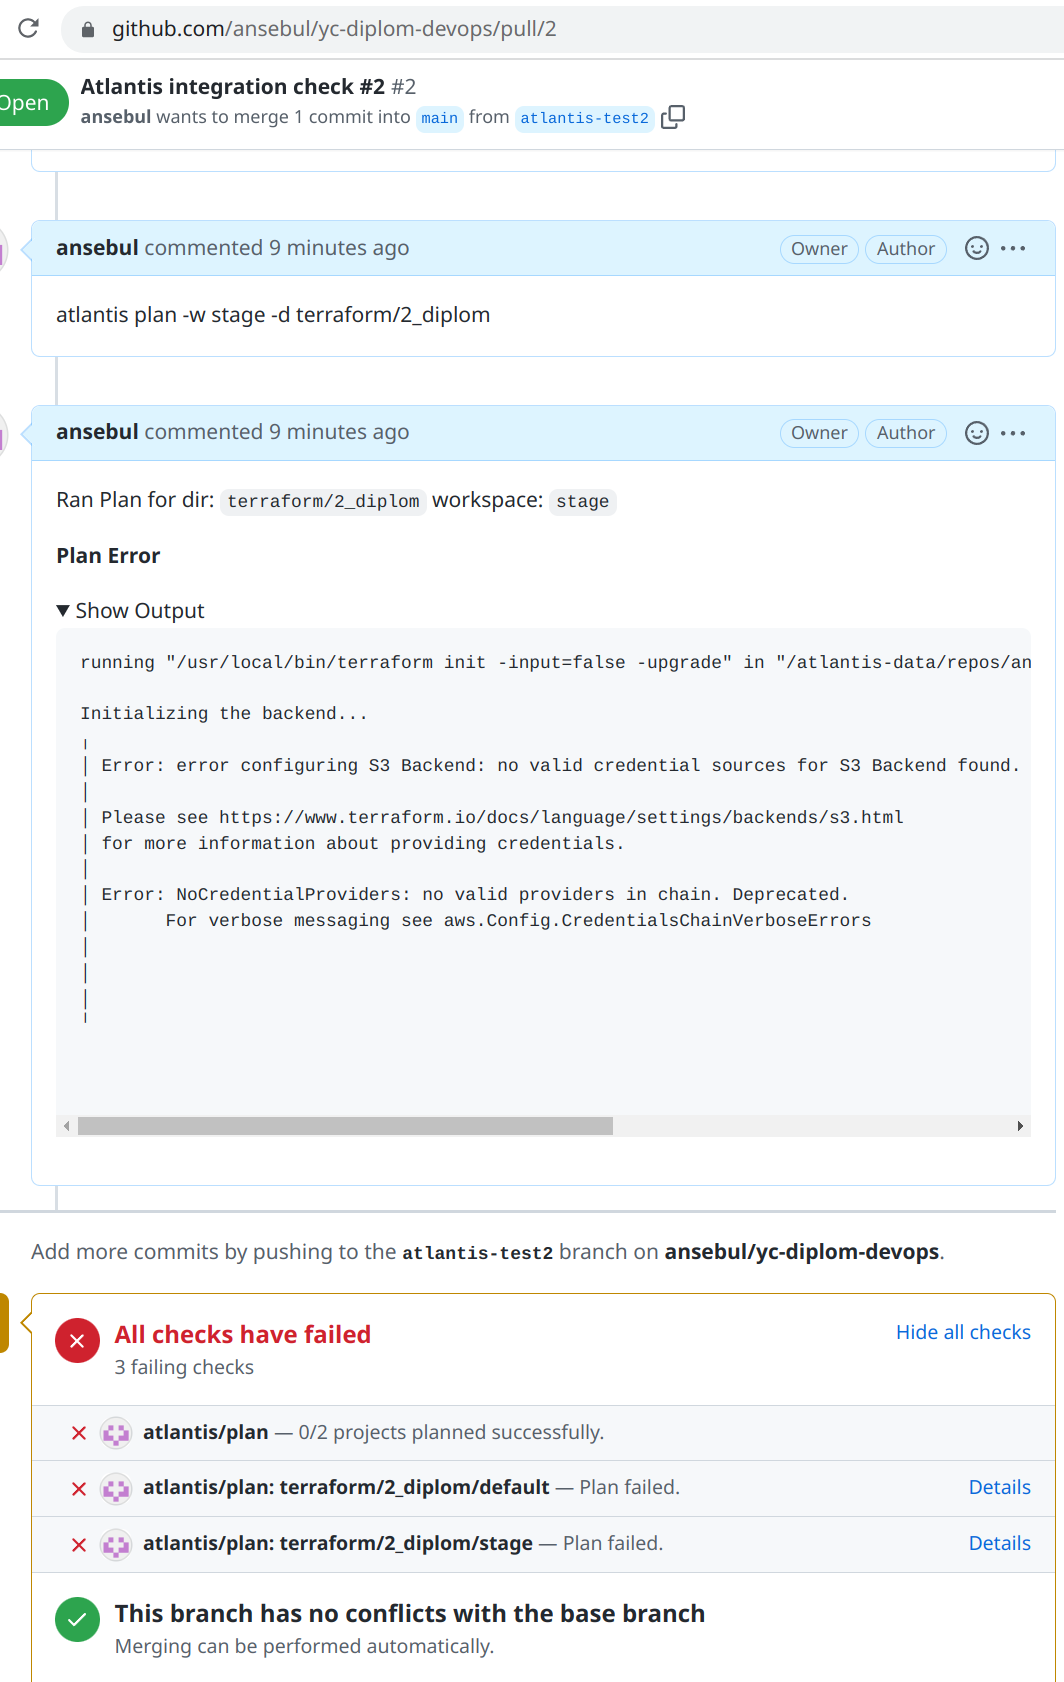 github.com/ansebul/yc-diplom-devops/pull/2
Open
Atlantis integration check #2 #2
ansebul wants to merge 1 commit into main from atlantis-test2
ansebul commented 9 minutes ago Owner Author
atlantis plan -w stage -d terraform/2_diplom
ansebul commented 9 minutes ago Owner Author
Ran Plan for dir: terraform/2_diplom workspace: stage
Plan Error
Show Output
running "/usr/local/bin/terraform init -input=false -upgrade" in "/atlantis-data/repos/an
Initializing the backend...
Error: error configuring S3 Backend: no valid credential sources for S3 Backend found.
Please see https://www.terraform.io/docs/language/settings/backends/s3.html
for more information about providing credentials.
Error: NoCredentialProviders: no valid providers in chain. Deprecated.
For verbose messaging see aws.Config.CredentialsChainVerboseErrors
Add more commits by pushing to the atlantis-test2 branch on ansebul/yc-diplom-devops.
All checks have failed
Hide all checks
3 failing checks
atlantis/plan — 0/2 projects planned successfully.
atlantis/plan: terraform/2_diplom/default — Plan failed. Details
atlantis/plan: terraform/2_diplom/stage — Plan failed. Details
This branch has no conflicts with the base branch
Merging can be performed automatically.